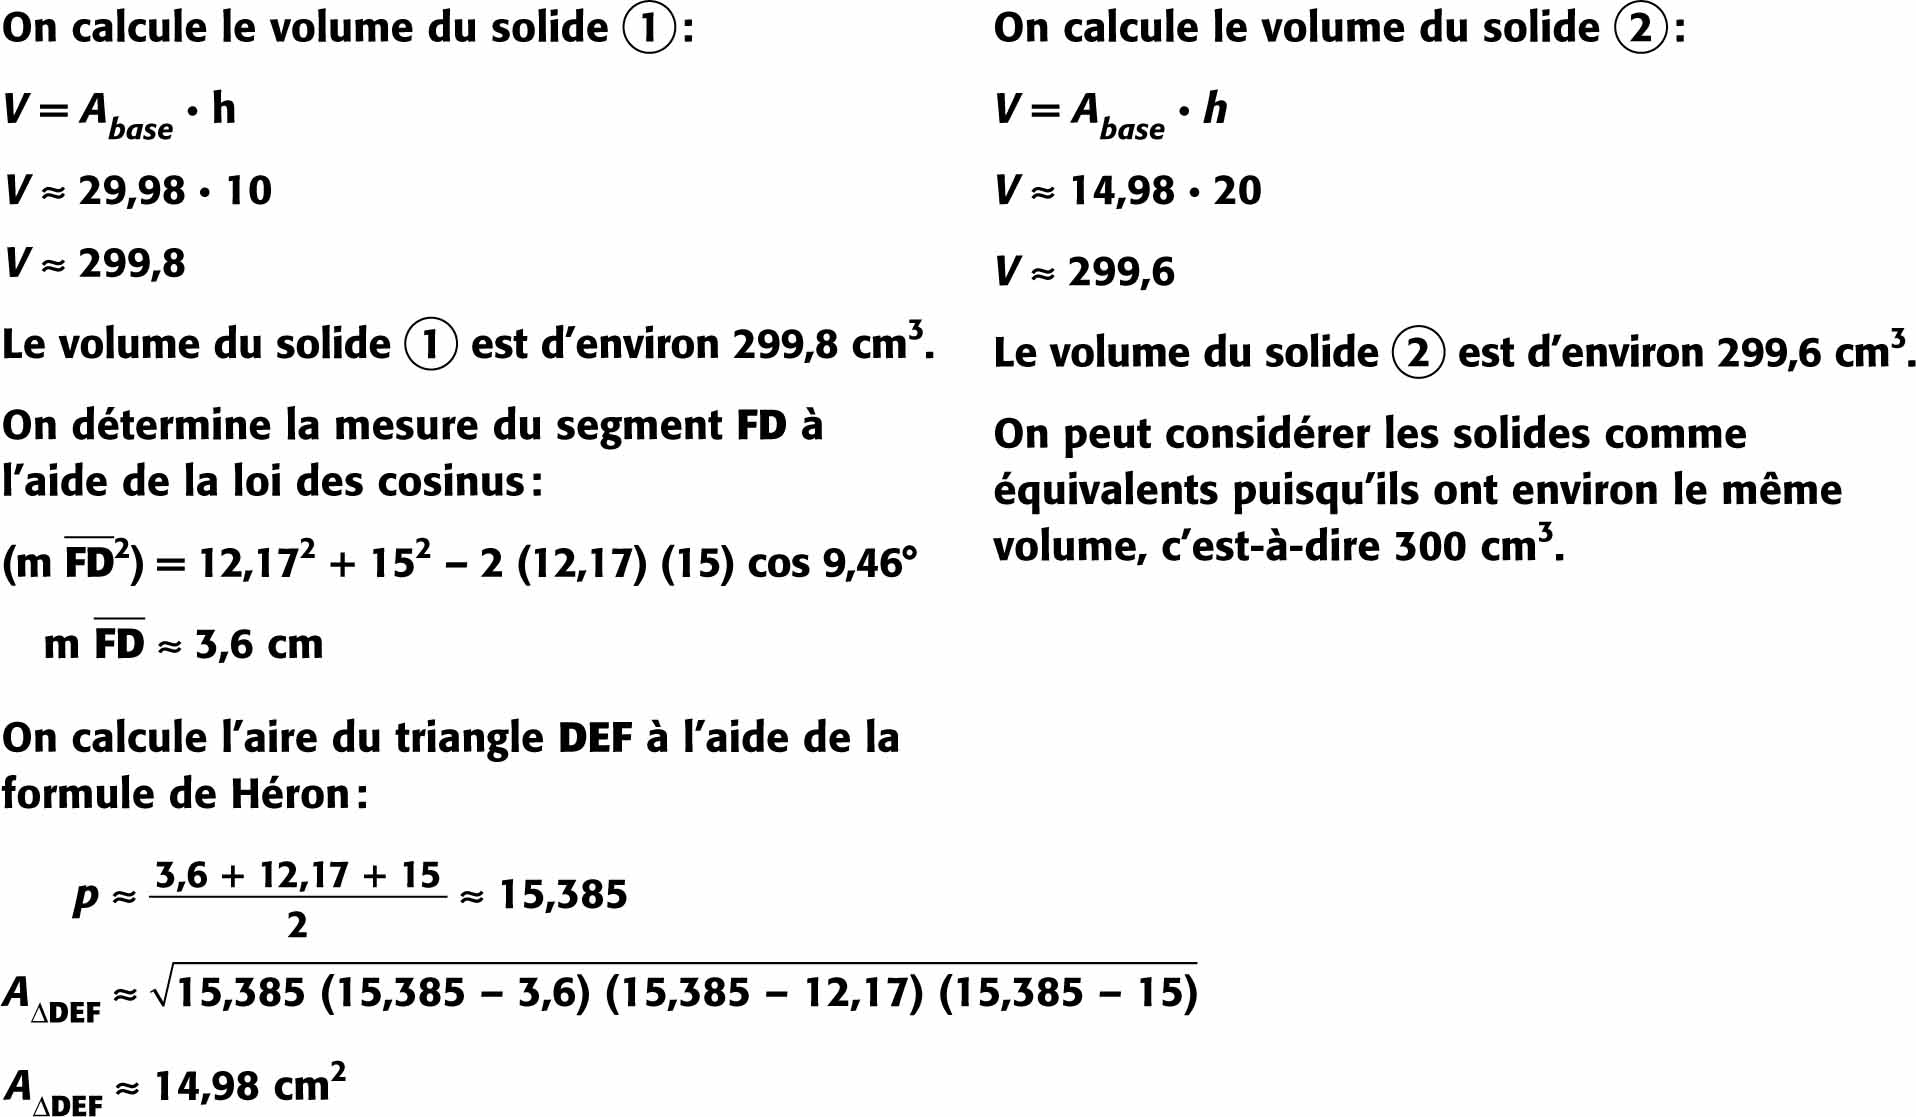 On calcule le volume du solide ① :
V = A_base • h
V ≈ 29,98 • 10
V ≈ 299,8
Le volume du solide ① est d’environ 299,8 cm³.
On détermine la mesure du segment FD à
l’aide de la loi des cosinus :
(m F̅D̅²) = 12,17² + 15² – 2 (12,17) (15) cos 9,46°
m F̅D̅ ≈ 3,6 cm
On calcule l’aire du triangle DEF à l’aide de la
formule de Héron :
p ≈ (3,6 + 12,17 + 15)/2 ≈ 15,385
A_ΔDEF ≈ √15,385 (15,385 – 3,6) (15,385 – 12,17) (15,385 – 15)
A_ΔDEF ≈ 14,98 cm²
On calcule le volume du solide ② :
V = A_base • h
V ≈ 14,98 • 20
V ≈ 299,6
Le volume du solide ② est d’environ 299,6 cm³.
On peut considérer les solides comme
équivalents puisqu’ils ont environ le même
volume, c’est-à-dire 300 cm³.